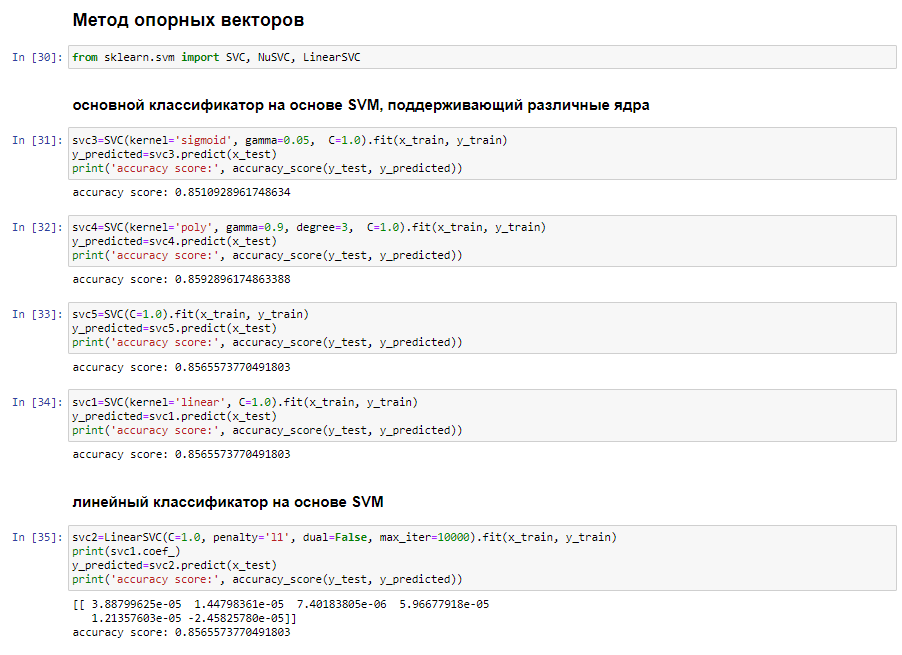 Метод опорных векторов
In [30]: from sklearn.svm import SVC, NuSVC, LinearSVC
основной классификатор на основе SVM, поддерживающий различные ядра
In [31]: svc3=SVC(kernel='sigmoid', gamma=0.05,  C=1.0).fit(x_train, y_train)
y_predicted=svc3.predict(x_test)
print('accuracy score:', accuracy_score(y_test, y_predicted))
accuracy score: 0.8510928961748634
In [32]: svc4=SVC(kernel='poly', gamma=0.9, degree=3,  C=1.0).fit(x_train, y_train)
y_predicted=svc4.predict(x_test)
print('accuracy score:', accuracy_score(y_test, y_predicted))
accuracy score: 0.8592896174863388
In [33]: svc5=SVC(C=1.0).fit(x_train, y_train)
y_predicted=svc5.predict(x_test)
print('accuracy score:', accuracy_score(y_test, y_predicted))
accuracy score: 0.8565573770491803
In [34]: svc1=SVC(kernel='linear', C=1.0).fit(x_train, y_train)
y_predicted=svc1.predict(x_test)
print('accuracy score:', accuracy_score(y_test, y_predicted))
accuracy score: 0.8565573770491803
линейный классификатор на основе SVM
In [35]: svc2=LinearSVC(C=1.0, penalty='l1', dual=False, max_iter=10000).fit(x_train, y_train)
print(svc1.coef_)
y_predicted=svc2.predict(x_test)
print('accuracy score:', accuracy_score(y_test, y_predicted))
[[ 3.88799625e-05  1.44798361e-05  7.40183805e-06  5.96677918e-05
1.21357603e-05 -2.45825780e-05]]
accuracy score: 0.8565573770491803